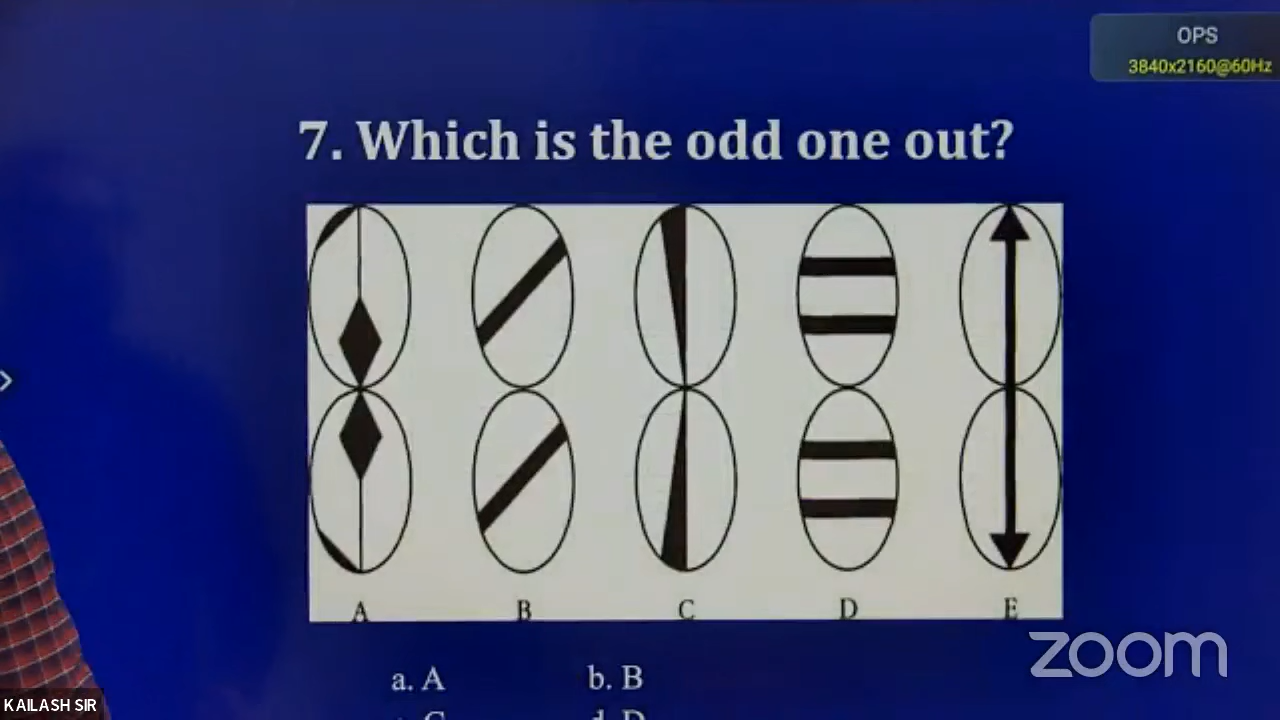 OPS
3840x2160@60Hz
7. Which is the odd one out?
A B C D E
a. A b. B
zoom
KAILASH SIR